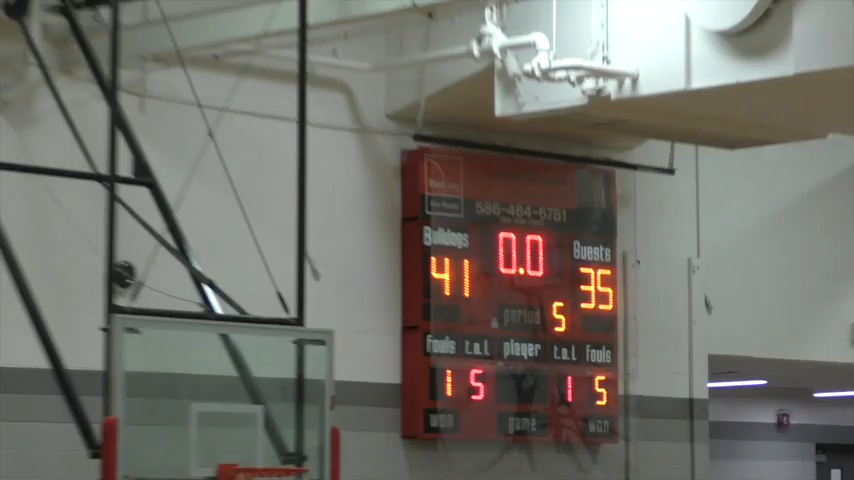 586-484-6781
Bulldogs 0.0 Guests
41 35
period 5
fouls t.o.l player t.o.l fouls
1 5 1 5
won game won